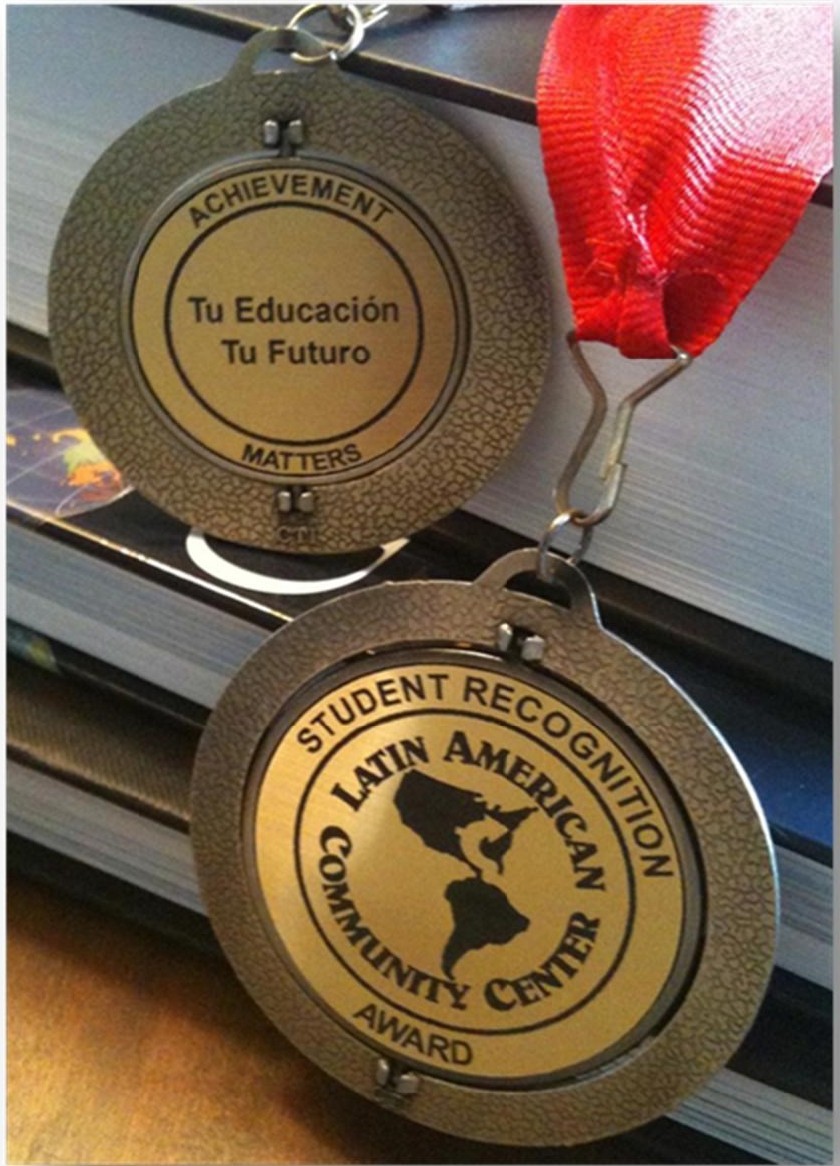 ACHIEVEMENT
Tu Educación
Tu Futuro
MATTERS
STUDENT RECOGNITION
LATIN AMERICAN
COMMUNITY CENTER
AWARD